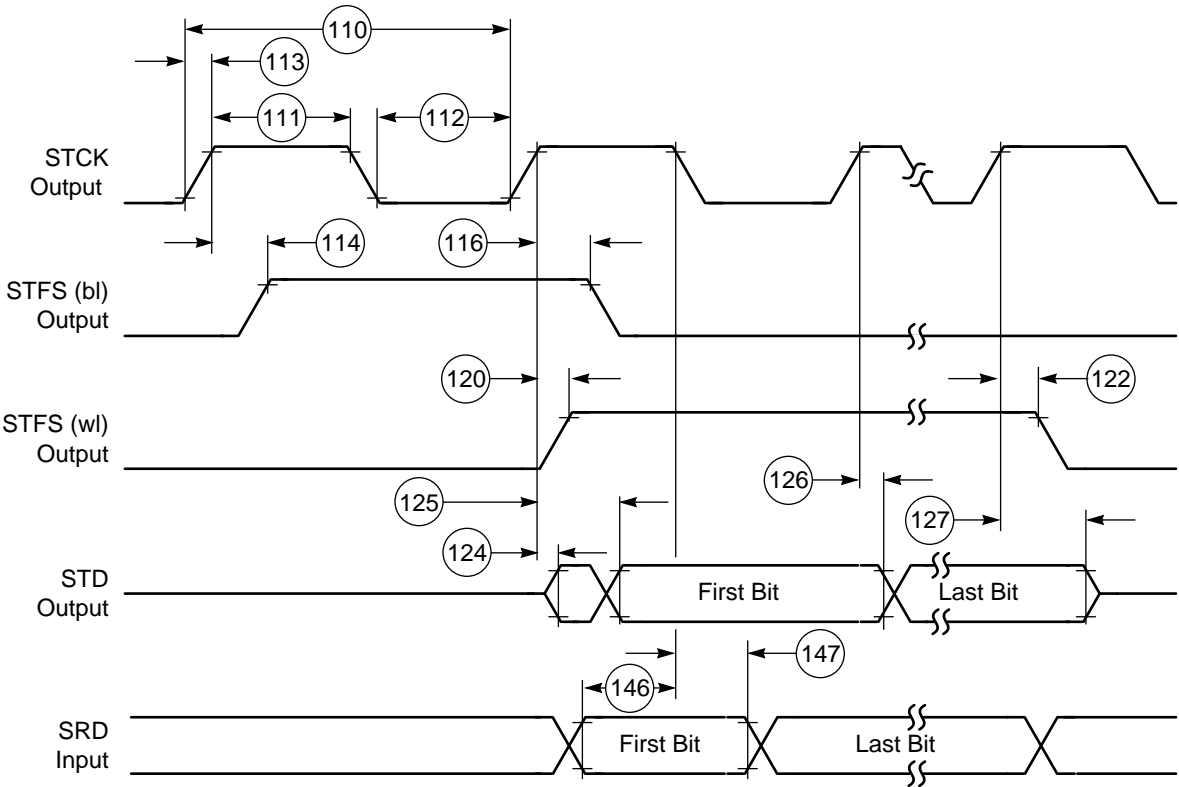 110
113
111
112
STCK
Output
114
116
STFS (bl)
Output
120
122
STFS (wl)
Output
126
125
127
124
STD
Output
First Bit
Last Bit
147
146
SRD
Input
First Bit
Last Bit